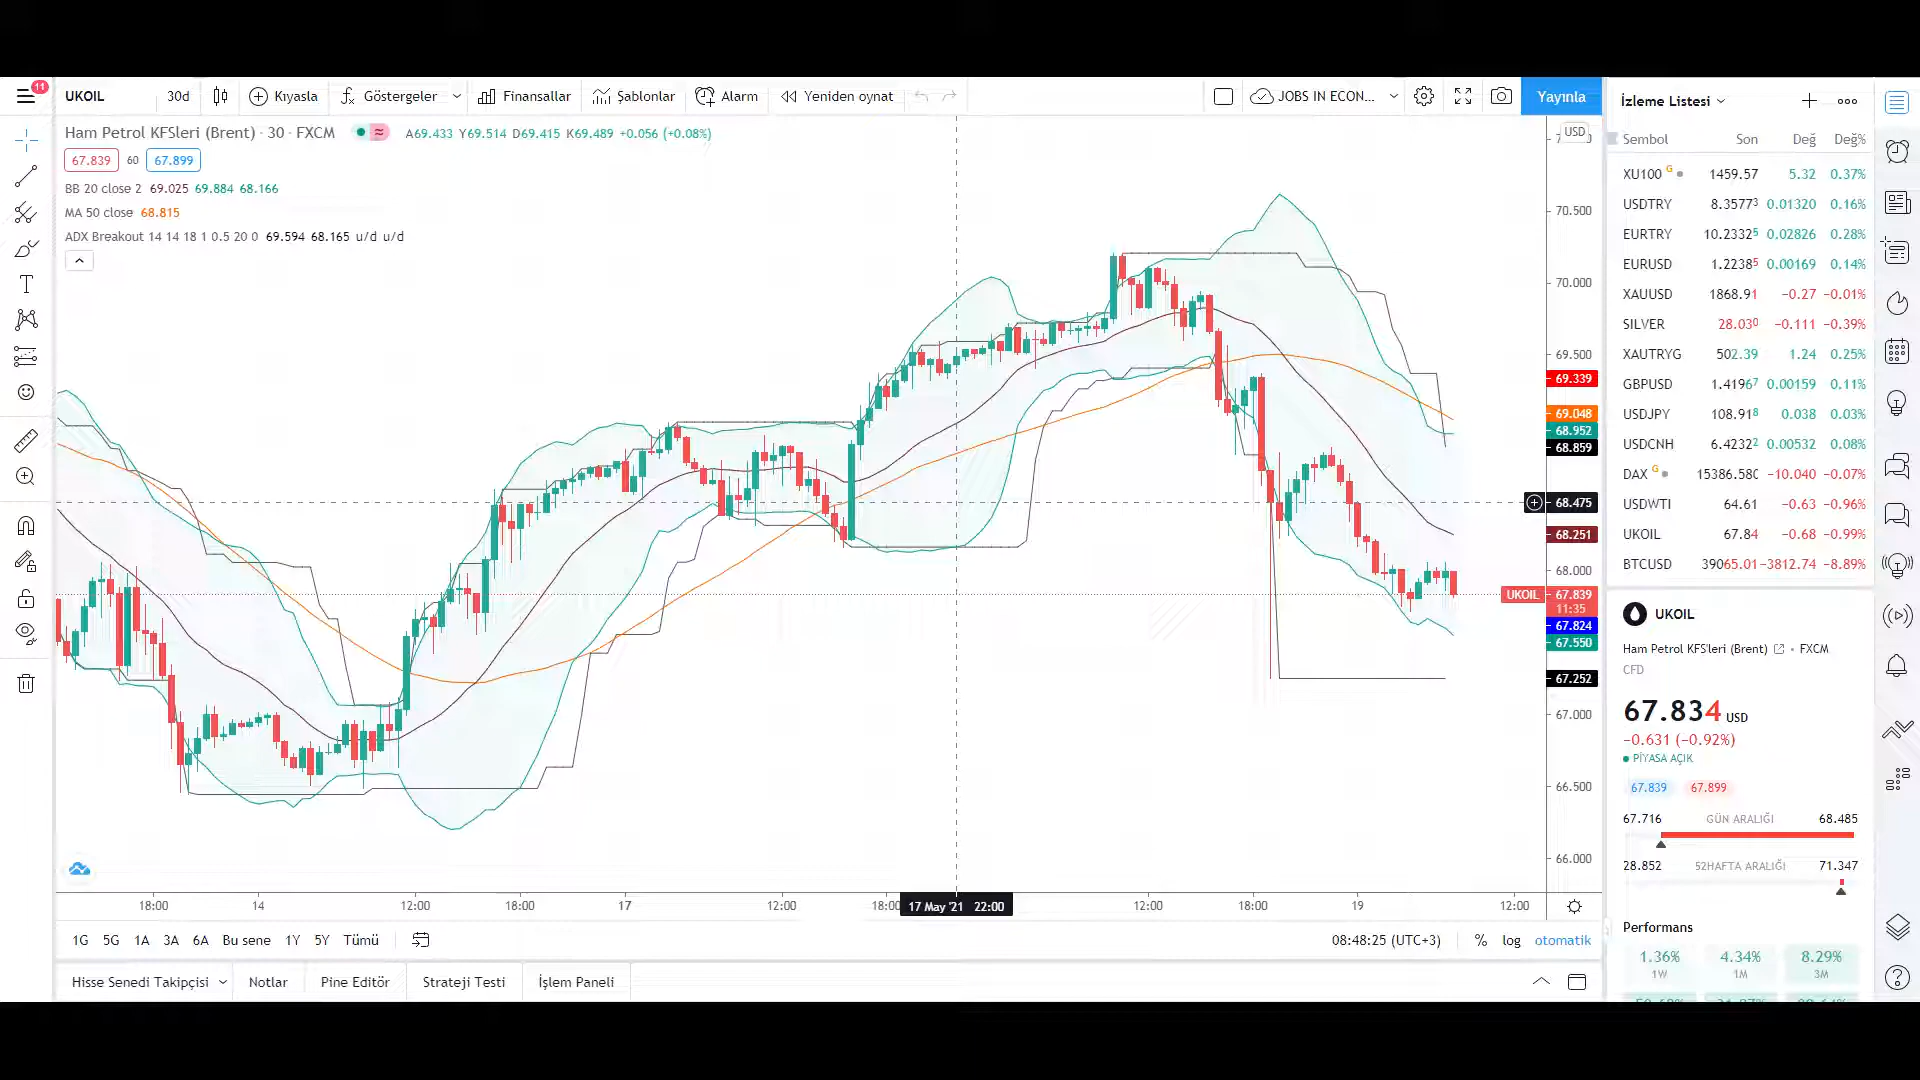 11
UKOIL 30d Kıyasla Göstergeler Finansallar Şablonlar Alarm Yeniden oynat JOBS IN ECON... Yayınla
Ham Petrol KFSleri (Brent) · 30 · FXCM A69.433 Y69.514 D69.415 K69.489 +0.056 (+0.08%)
67.839 60 67.899
BB 20 close 2 69.025 69.884 68.166
MA 50 close 68.815
ADX Breakout 14 14 18 1 0.5 20 0 69.594 68.165 u/d u/d
USD
70.500
70.000
69.500
69.339
69.048
68.952
68.859
68.475
68.251
68.000
UKOIL 67.839
11:35
67.824
67.550
67.252
67.000
66.500
66.000
18:00 14 12:00 18:00 17 12:00 18:00 17 May '21 22:00 12:00 18:00 19 12:00
1G 5G 1A 3A 6A Bu sene 1Y 5Y Tümü 08:48:25 (UTC+3) % log otomatik
Hisse Senedi Takipçisi Notlar Pine Editör Strateji Testi İşlem Paneli
İzleme Listesi
Sembol Son Değ Değ%
XU100 G 1459.57 5.32 0.37%
USDTRY 8.35773 0.01320 0.16%
EURTRY 10.23325 0.02826 0.28%
EURUSD 1.22385 0.00169 0.14%
XAUUSD 1868.91 −0.27 −0.01%
SILVER 28.030 −0.111 −0.39%
XAUTRYG 502.39 1.24 0.25%
GBPUSD 1.41967 0.00159 0.11%
USDJPY 108.918 0.038 0.03%
USDCNH 6.42322 0.00532 0.08%
DAX G 15386.580 −10.040 −0.07%
USDWTI 64.61 −0.63 −0.96%
UKOIL 67.84 −0.68 −0.99%
BTCUSD 39065.01 −3812.74 −8.89%
UKOIL
Ham Petrol KFS'leri (Brent) • FXCM
CFD
67.834 USD
−0.631 (−0.92%)
PİYASA AÇIK
67.839 67.899
67.716 GÜN ARALIĞI 68.485
28.852 52HAFTA ARALIĞI 71.347
Performans
1.36% 4.34% 8.29%
1W 1M 3M